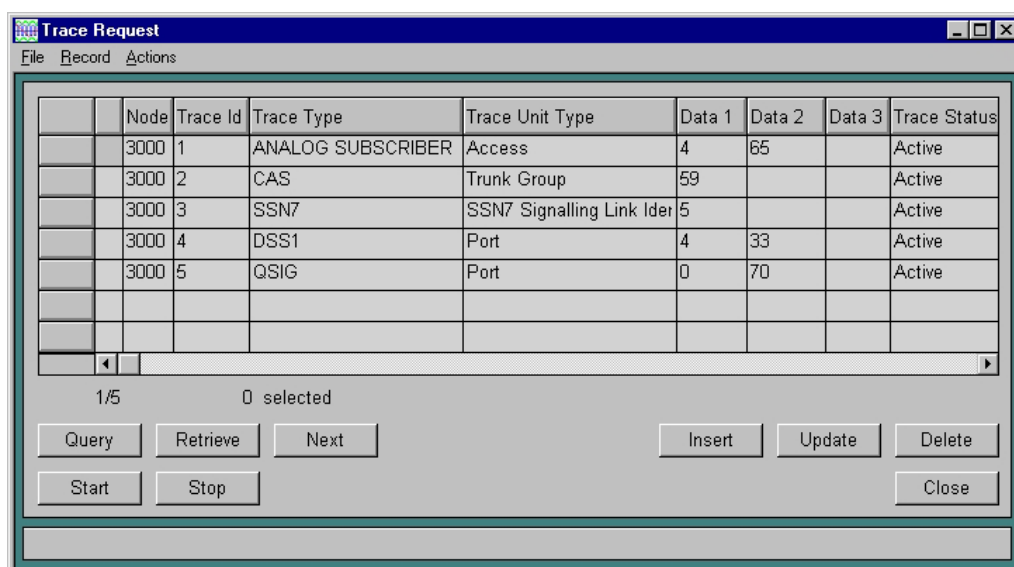 Trace Request
File Record Actions
Node Trace Id Trace Type Trace Unit Type Data 1 Data 2 Data 3 Trace Status
3000 1 ANALOG SUBSCRIBER Access 4 65 Active
3000 2 CAS Trunk Group 59 Active
3000 3 SSN7 SSN7 Signalling Link Iden 5 Active
3000 4 DSS1 Port 4 33 Active
3000 5 QSIG Port 0 70 Active
1/5 0 selected
Query Retrieve Next Insert Update Delete
Start Stop Close